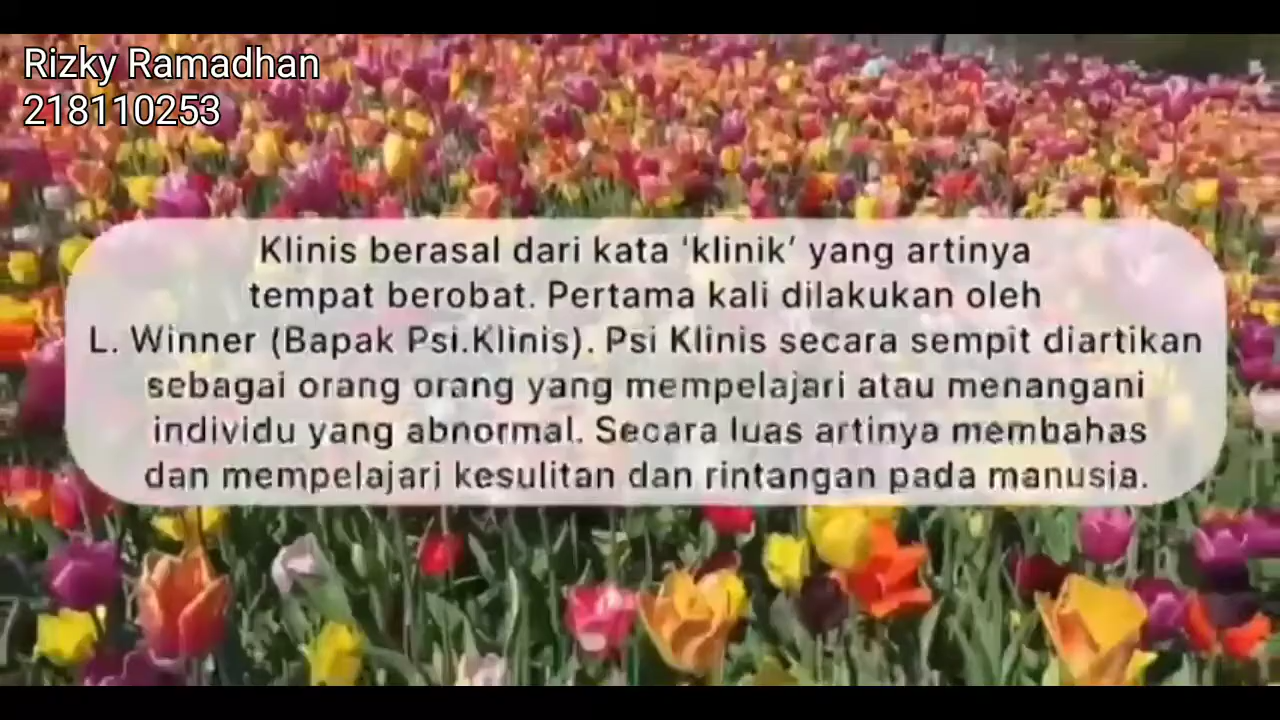 Rizky Ramadhan
218110253
Klinis berasal dari kata ‘klinik’ yang artinya
tempat berobat. Pertama kali dilakukan oleh
L. Winner (Bapak Psi.Klinis). Psi Klinis secara sempit diartikan
sebagai orang orang yang mempelajari atau menangani
individu yang abnormal. Secara luas artinya membahas
dan mempelajari kesulitan dan rintangan pada manusia.